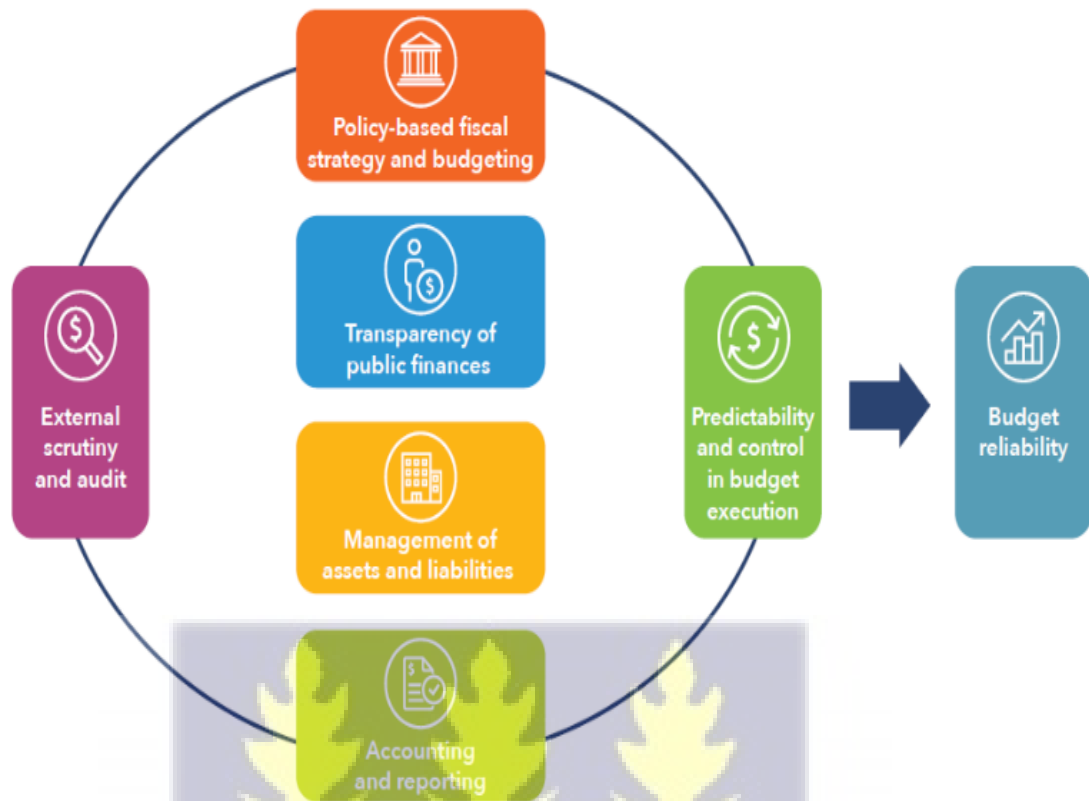 Policy-based fiscal
strategy and budgeting
Transparency of
public finances
Management of
assets and liabilities
Accounting
and reporting
External
scrutiny
and audit
Predictability
and control
in budget
execution
Budget
reliability